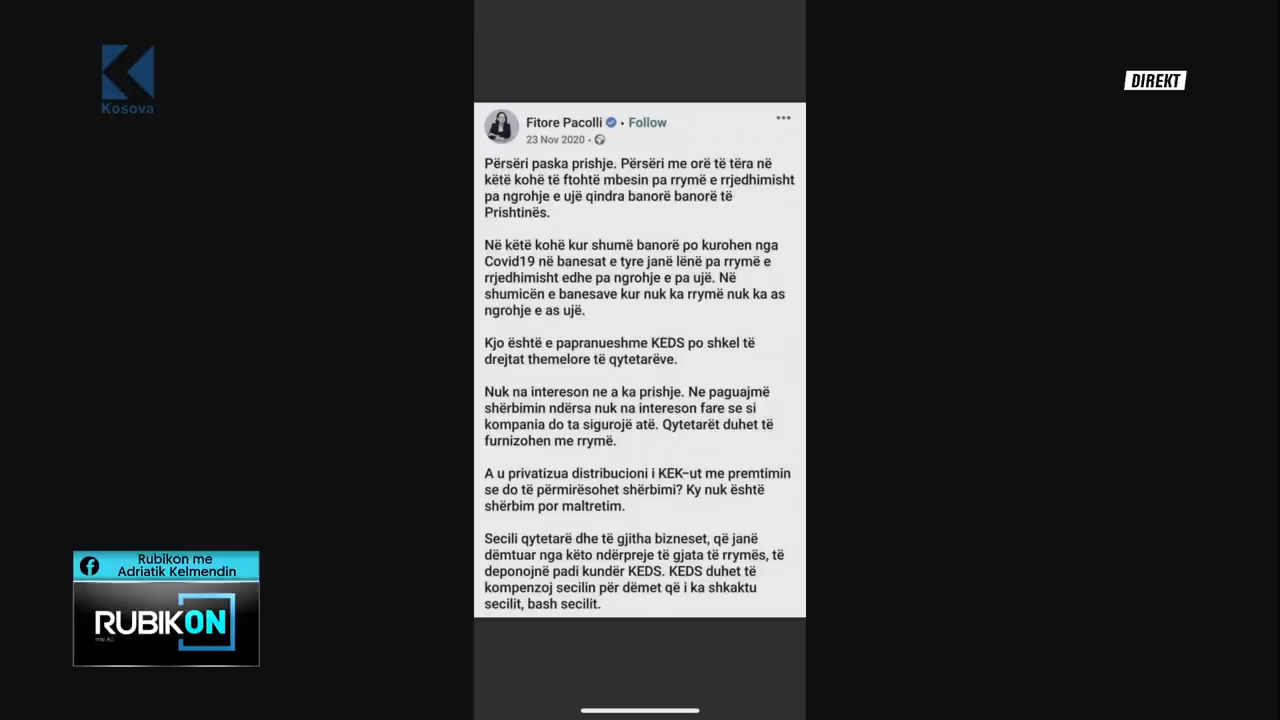 Kosova
DIREKT
Fitore Pacolli • Follow
23 Nov 2020 •
Përsëri paska prishje. Përsëri me orë të tëra në
këtë kohë të ftohtë mbesin pa rrymë e rrjedhimisht
pa ngrohje e ujë qindra banorë banorë të
Prishtinës.
Në këtë kohë kur shumë banorë po kurohen nga
Covid19 në banesat e tyre janë lënë pa rrymë e
rrjedhimisht edhe pa ngrohje e pa ujë. Në
shumicën e banesave kur nuk ka rrymë nuk ka as
ngrohje e as ujë.
Kjo është e papranueshme KEDS po shkel të
drejtat themelore të qytetarëve.
Nuk na intereson ne a ka prishje. Ne paguajmë
shërbimin ndërsa nuk na intereson fare se si
kompania do ta sigurojë atë. Qytetarët duhet të
furnizohen me rrymë.
A u privatizua distribucioni i KEK-ut me premtimin
se do të përmirësohet shërbimi? Ky nuk është
shërbim por maltretim.
Secili qytetarë dhe të gjitha bizneset, që janë
dëmtuar nga këto ndërpreje të gjata të rrymës, të
deponojnë padi kundër KEDS. KEDS duhet të
kompenzoj secilin për dëmet që i ka shkaktu
secilit, bash secilit.
Rubikon me
Adriatik Kelmendin
RUBIKON